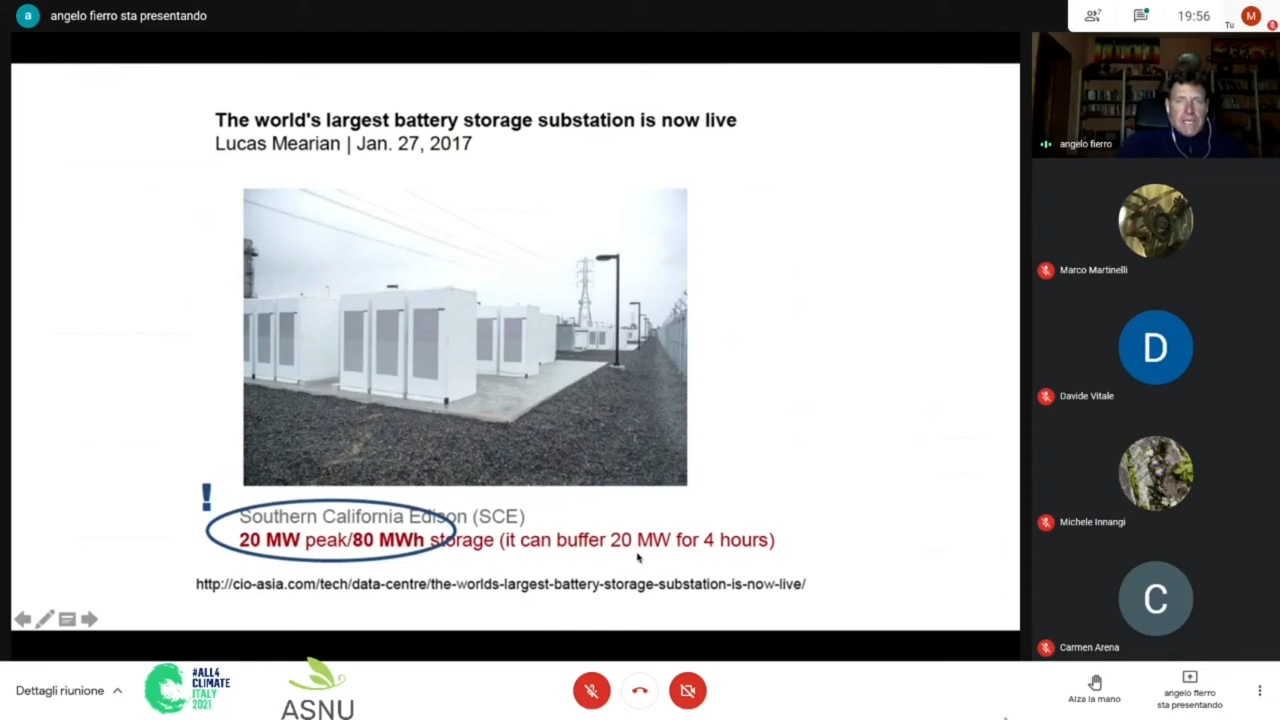 a angelo fierro sta presentando
7
19:56
Tu
M
The world's largest battery storage substation is now live
Lucas Mearian | Jan. 27, 2017
!
Southern California Edison (SCE)
20 MW peak/80 MWh storage (it can buffer 20 MW for 4 hours)
http://cio-asia.com/tech/data-centre/the-worlds-largest-battery-storage-substation-is-now-live/
angelo fierro
Marco Martinelli
D
Davide Vitale
Michele Innangi
C
Carmen Arena
Dettagli riunione
#ALL4
CLIMATE
ITALY
2021
ASNU
Alza la mano
angelo fierro
sta presentando